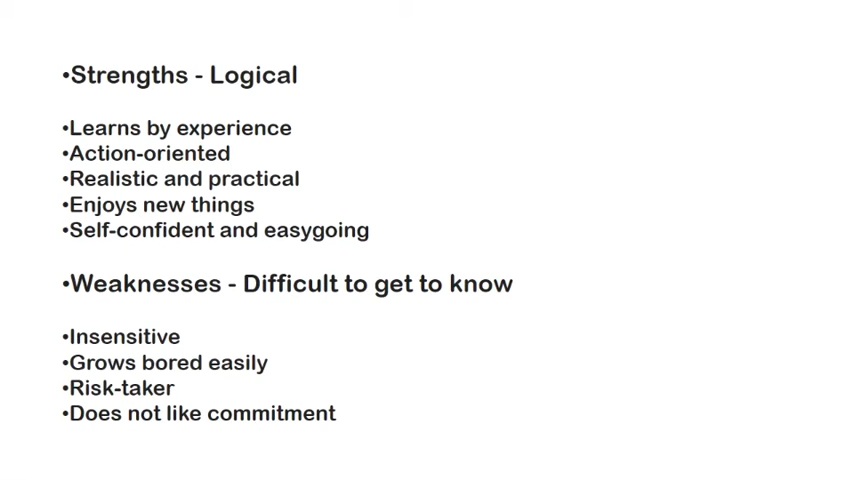 •Strengths - Logical
•Learns by experience
•Action-oriented
•Realistic and practical
•Enjoys new things
•Self-confident and easygoing
•Weaknesses - Difficult to get to know
•Insensitive
•Grows bored easily
•Risk-taker
•Does not like commitment